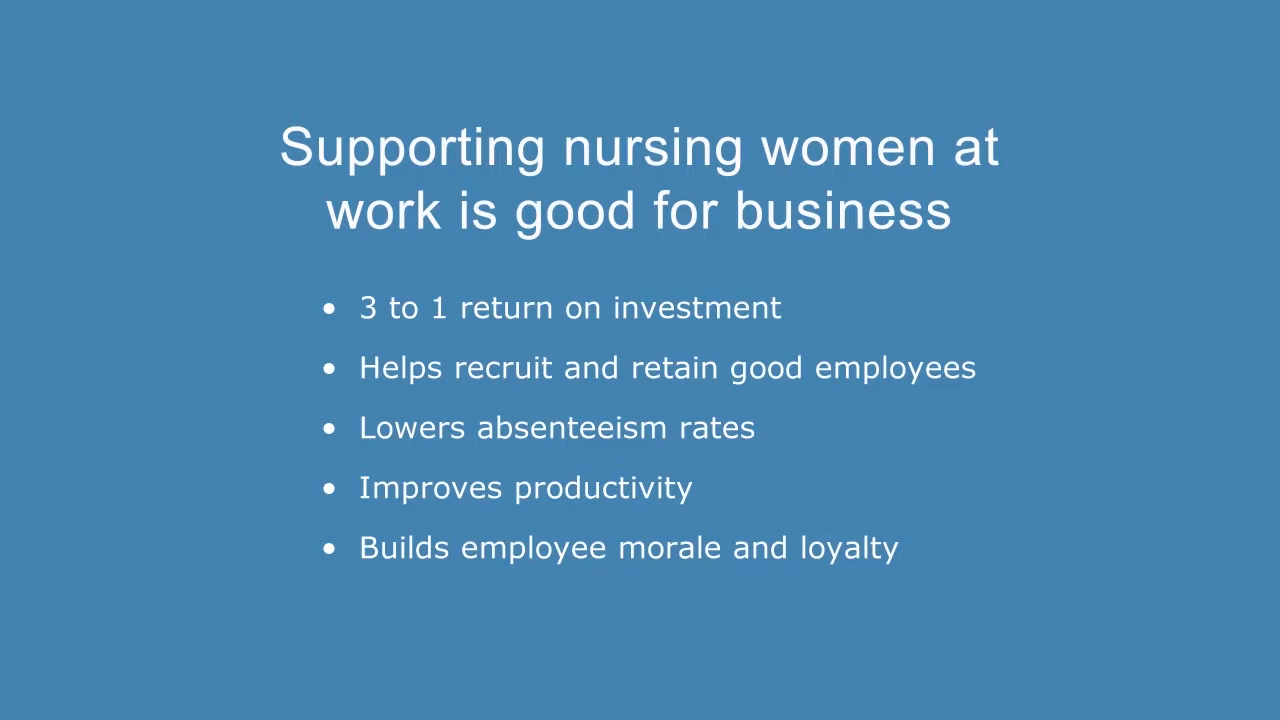 Supporting nursing women at
work is good for business
• 3 to 1 return on investment
• Helps recruit and retain good employees
• Lowers absenteeism rates
• Improves productivity
• Builds employee morale and loyalty